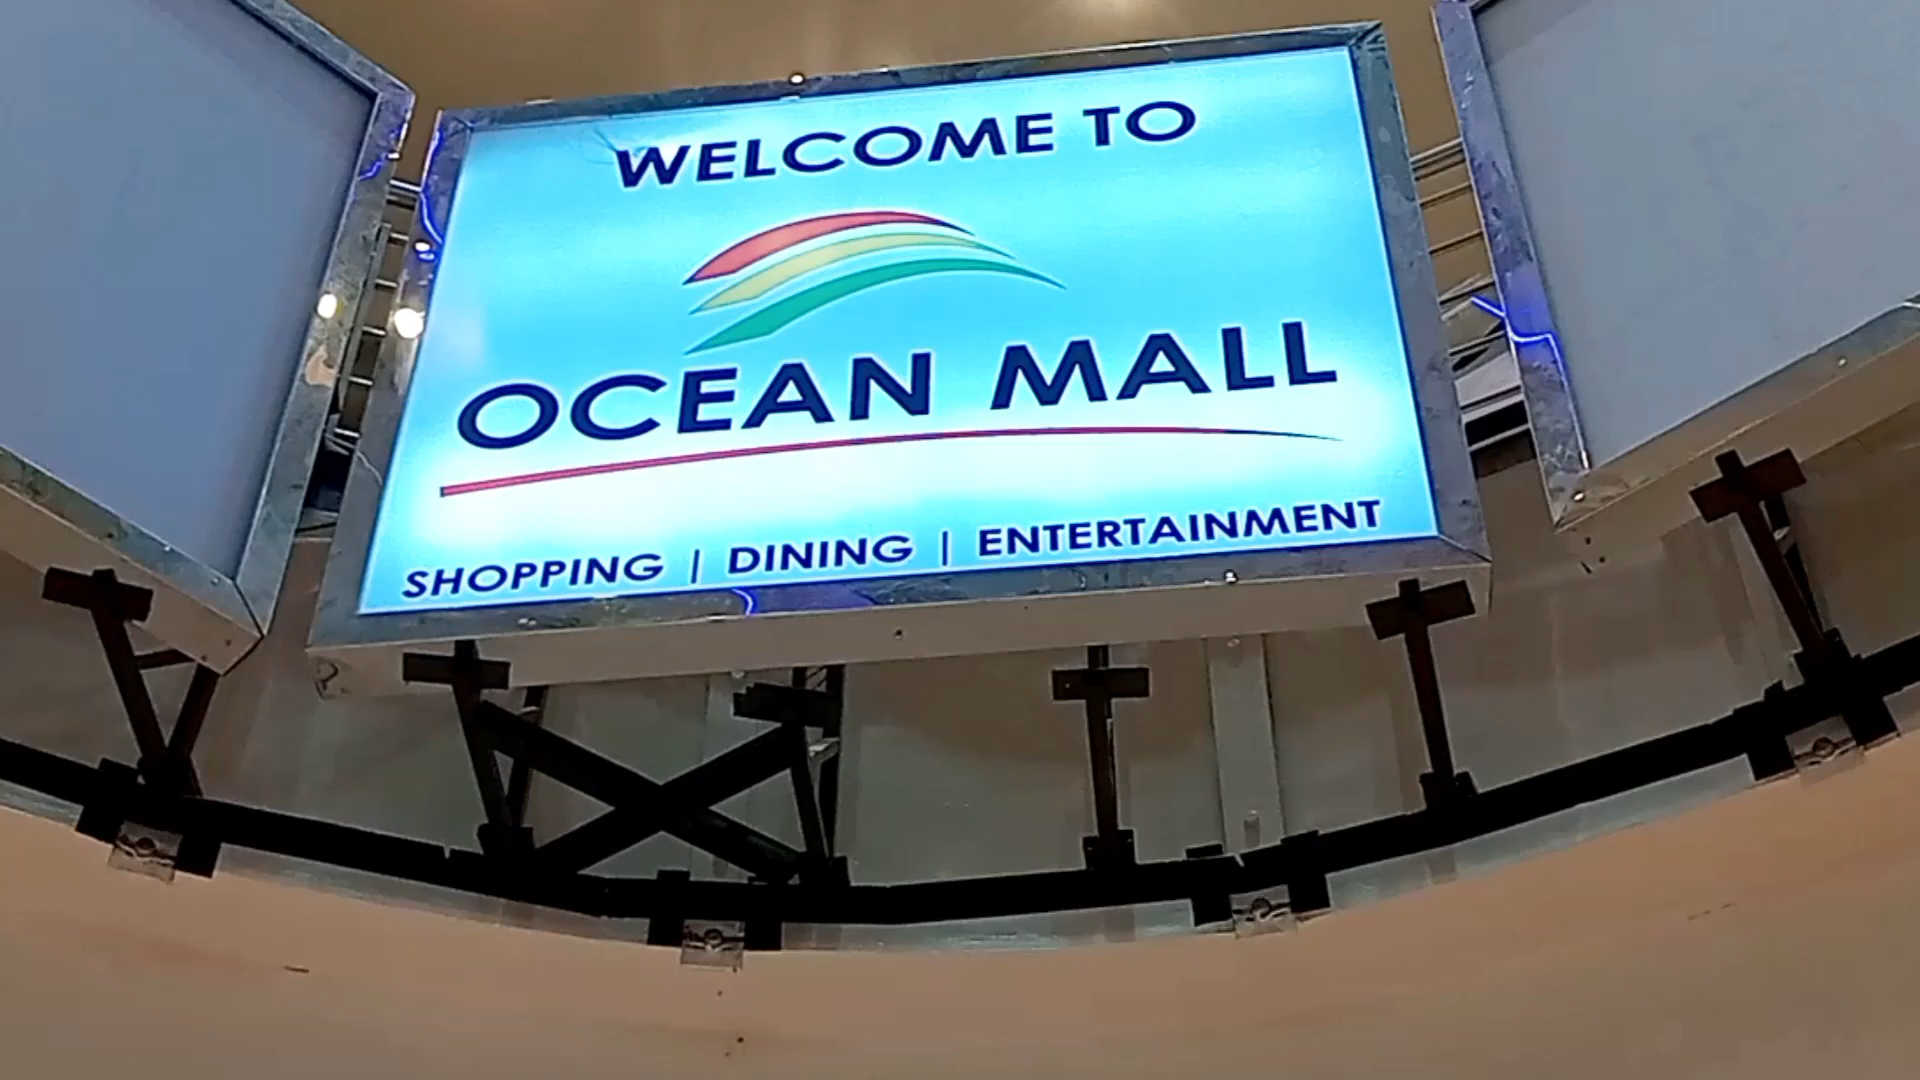 WELCOME TO
OCEAN MALL
SHOPPING | DINING | ENTERTAINMENT